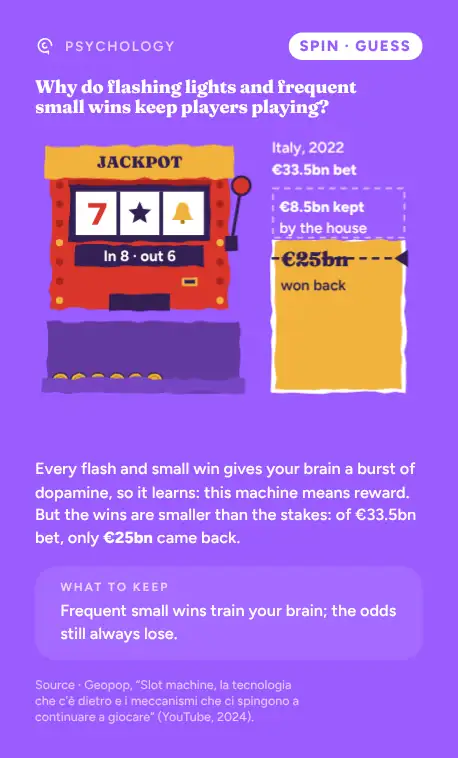 PSYCHOLOGY
SPIN · GUESS
Why do flashing lights and frequent
small wins keep players playing?
JACKPOT
7
In 8 · out 6
Italy, 2022
€33.5bn bet
€8.5bn kept
by the house
€25bn
won back
Every flash and small win gives your brain a burst of
dopamine, so it learns: this machine means reward.
But the wins are smaller than the stakes: of €33.5bn
bet, only €25bn came back.
WHAT TO KEEP
Frequent small wins train your brain; the odds
still always lose.
Source · Geopop, “Slot machine, la tecnologia
che c’è dietro e i meccanismi che ci spingono a
continuare a giocare” (YouTube, 2024).